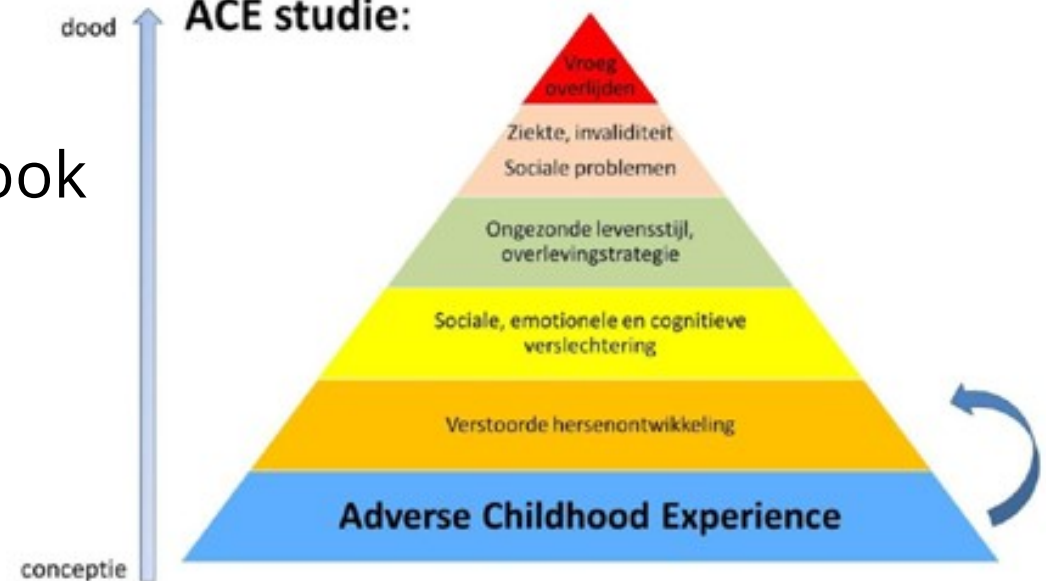 dood
ACE studie:
ook
Vroeg
overlijden
Ziekte, invaliditeit
Sociale problemen
Ongezonde levensstijl,
overlevingstrategie
Sociale, emotionele en cognitieve
verslechtering
Verstoorde hersenontwikkeling
Adverse Childhood Experience
conceptie